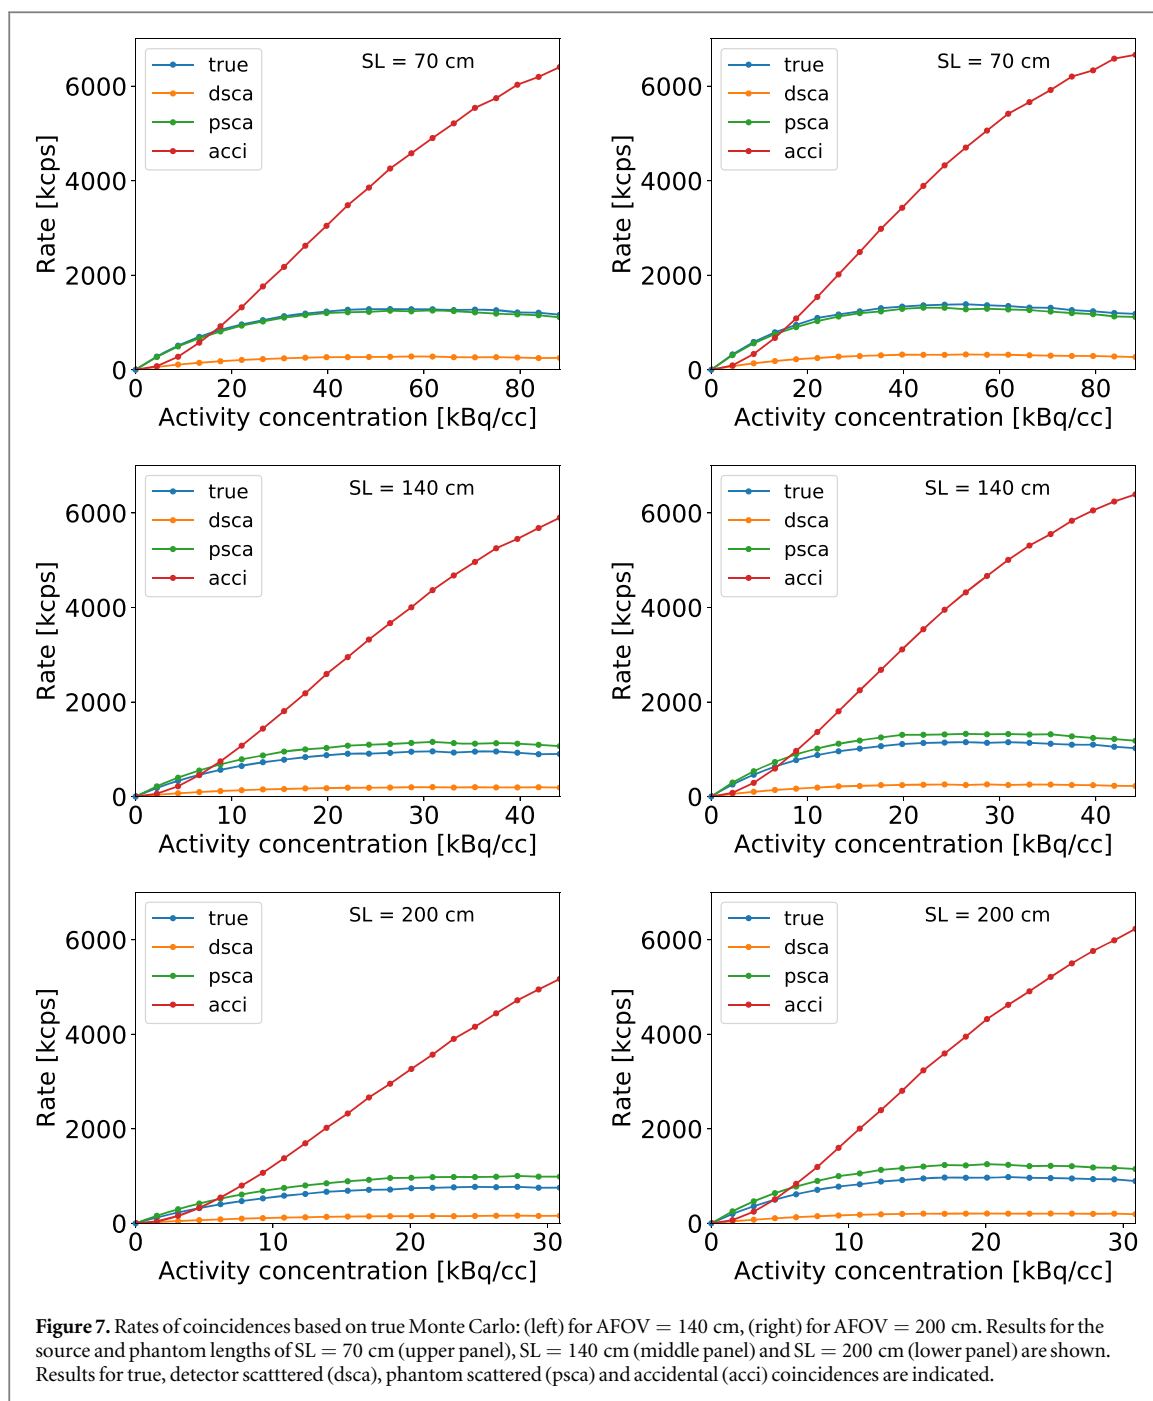 true
dsca
psca
acci
SL = 70 cm
6000
4000
2000
0
Rate [kcps]
0 20 40 60 80
Activity concentration [kBq/cc]
true
dsca
psca
acci
SL = 70 cm
6000
4000
2000
0
Rate [kcps]
0 20 40 60 80
Activity concentration [kBq/cc]
true
dsca
psca
acci
SL = 140 cm
6000
4000
2000
0
Rate [kcps]
0 10 20 30 40
Activity concentration [kBq/cc]
true
dsca
psca
acci
SL = 140 cm
6000
4000
2000
0
Rate [kcps]
0 10 20 30 40
Activity concentration [kBq/cc]
true
dsca
psca
acci
SL = 200 cm
6000
4000
2000
0
Rate [kcps]
0 10 20 30
Activity concentration [kBq/cc]
true
dsca
psca
acci
SL = 200 cm
6000
4000
2000
0
Rate [kcps]
0 10 20 30
Activity concentration [kBq/cc]
Figure 7. Rates of coincidences based on true Monte Carlo: (left) for AFOV = 140 cm, (right) for AFOV = 200 cm. Results for the
source and phantom lengths of SL = 70 cm (upper panel), SL = 140 cm (middle panel) and SL = 200 cm (lower panel) are shown.
Results for true, detector scatttered (dsca), phantom scattered (psca) and accidental (acci) coincidences are indicated.